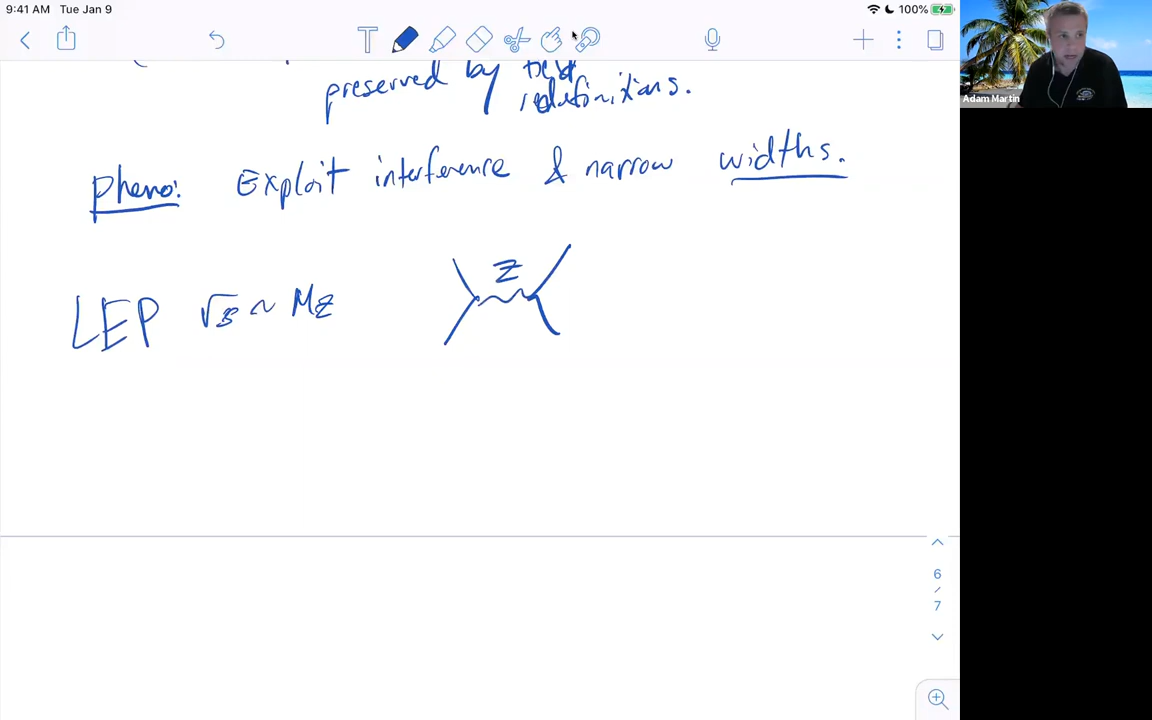 9:41 AM Tue Jan 9
100%
T
preserved by field
redefinitions.
pheno: Exploit interference & narrow widths.
Adam Martin
Z
LEP √s ~ MZ
6
/
7